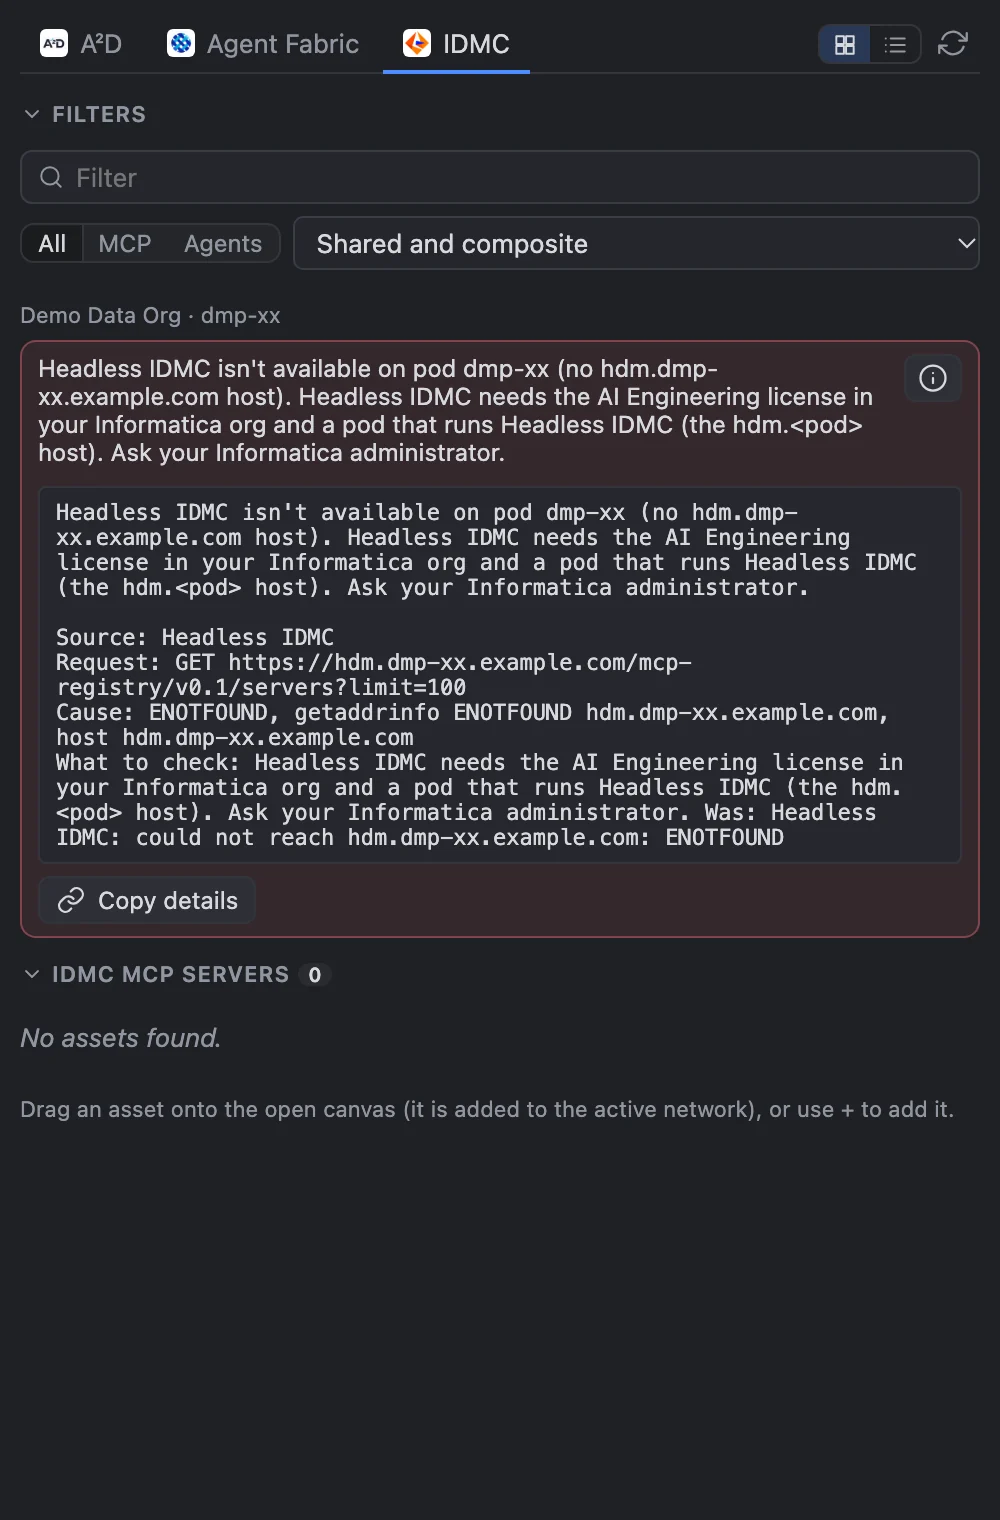 A²D A²D Agent Fabric IDMC
FILTERS
Filter
All MCP Agents Shared and composite
Demo Data Org · dmp-xx
Headless IDMC isn't available on pod dmp-xx (no hdm.dmp-
xx.example.com host). Headless IDMC needs the AI Engineering license in
your Informatica org and a pod that runs Headless IDMC (the hdm.<pod>
host). Ask your Informatica administrator.
Headless IDMC isn't available on pod dmp-xx (no hdm.dmp-
xx.example.com host). Headless IDMC needs the AI Engineering
license in your Informatica org and a pod that runs Headless IDMC
(the hdm.<pod> host). Ask your Informatica administrator.
Source: Headless IDMC
Request: GET https://hdm.dmp-xx.example.com/mcp-
registry/v0.1/servers?limit=100
Cause: ENOTFOUND, getaddrinfo ENOTFOUND hdm.dmp-xx.example.com,
host hdm.dmp-xx.example.com
What to check: Headless IDMC needs the AI Engineering license in
your Informatica org and a pod that runs Headless IDMC (the hdm.
<pod> host). Ask your Informatica administrator. Was: Headless
IDMC: could not reach hdm.dmp-xx.example.com: ENOTFOUND
Copy details
IDMC MCP SERVERS 0
No assets found.
Drag an asset onto the open canvas (it is added to the active network), or use + to add it.